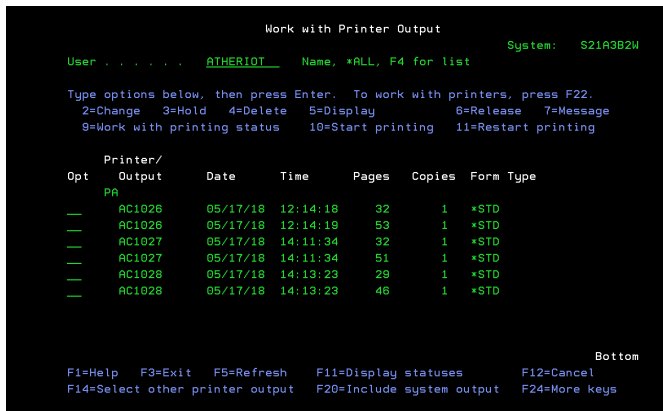 Work with Printer Output
System: S21A3B2W
User . . . . . . ATHERIOT Name, *ALL, F4 for list
Type options below, then press Enter. To work with printers, press F22.
2=Change 3=Hold 4=Delete 5=Display 6=Release 7=Message
9=Work with printing status 10=Start printing 11=Restart printing
Printer/
Opt Output Date Time Pages Copies Form Type
PA
AC1026 05/17/18 12:14:18 32 1 *STD
AC1026 05/17/18 12:14:19 53 1 *STD
AC1027 05/17/18 14:11:34 32 1 *STD
AC1027 05/17/18 14:11:34 51 1 *STD
AC1028 05/17/18 14:13:23 29 1 *STD
AC1028 05/17/18 14:13:23 46 1 *STD
Bottom
F1=Help F3=Exit F5=Refresh F11=Display statuses F12=Cancel
F14=Select other printer output F20=Include system output F24=More keys